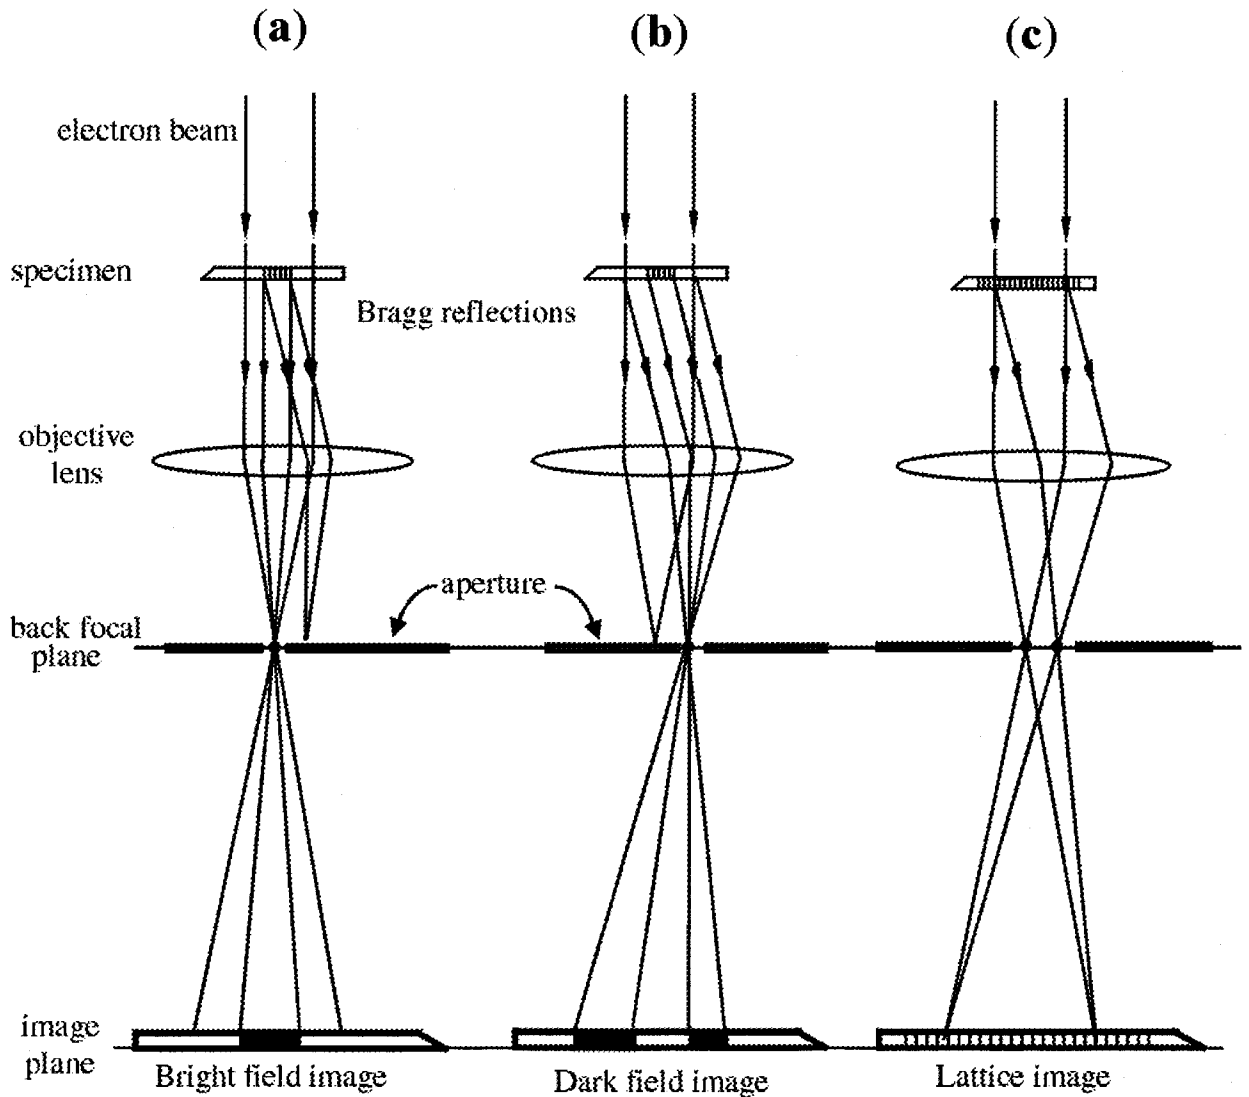 (a)
(b)
(c)
electron beam
specimen
Bragg reflections
objective
lens
aperture
back focal
plane
image
plane
Bright field image
Dark field image
Lattice image